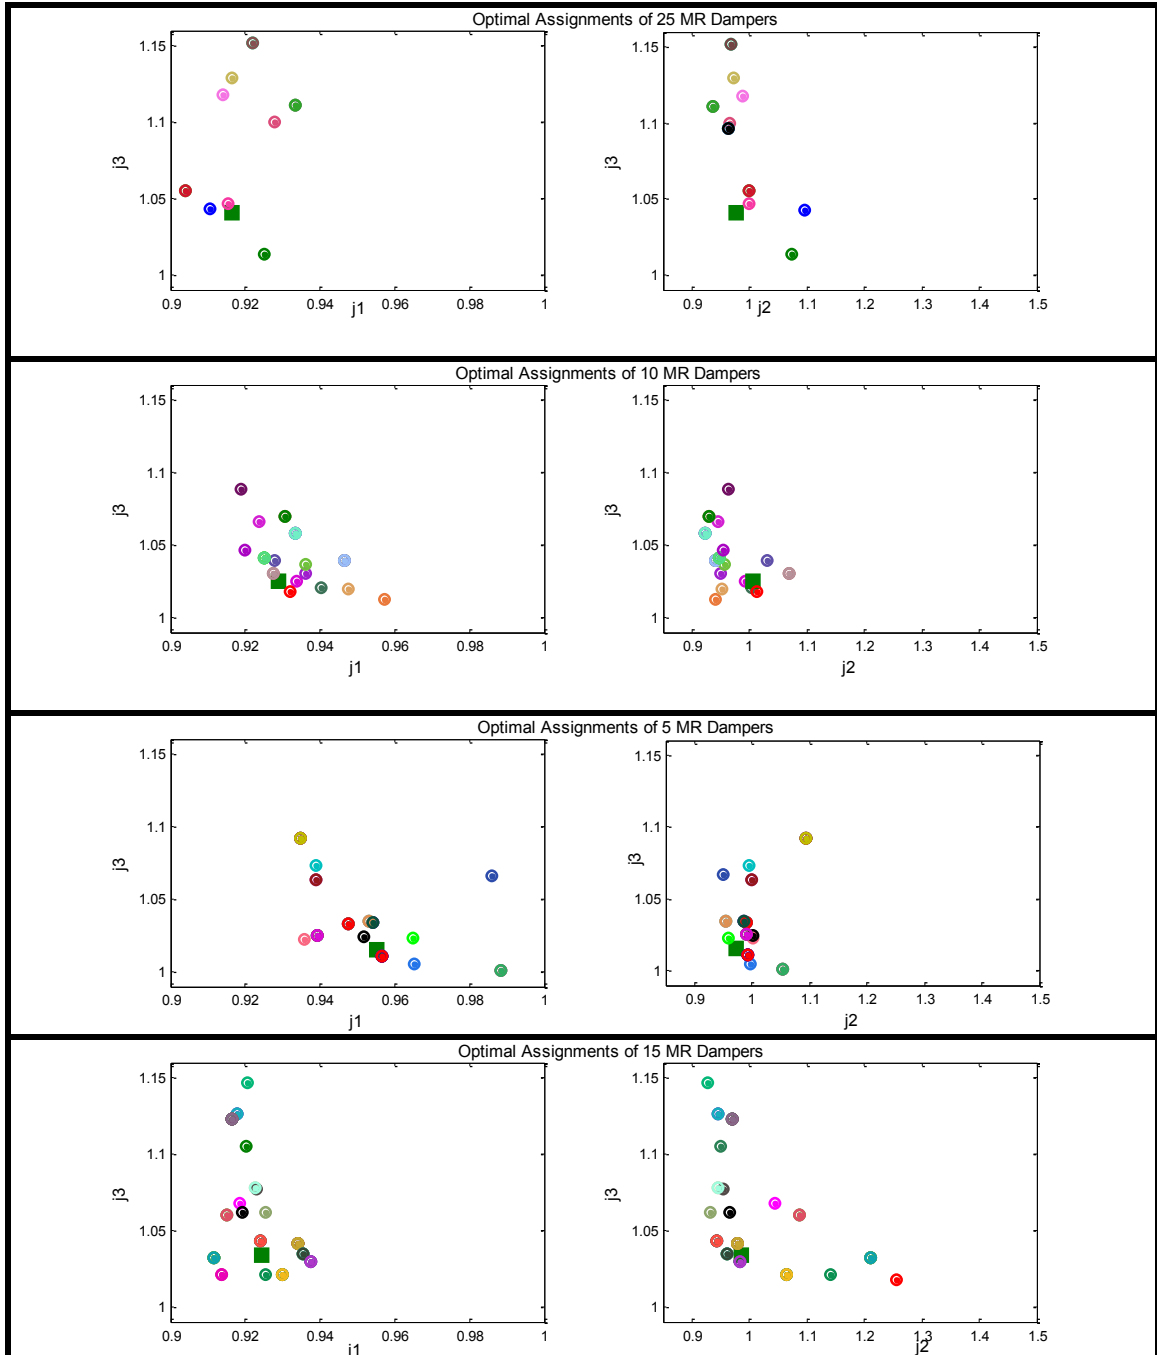 Optimal Assignments of 25 MR Dampers
1.15
1.1
1.05
1
j3
0.9 0.92 0.94 0.96 0.98 1
j1
1.15
1.1
1.05
1
j3
0.9 1 1.1 1.2 1.3 1.4 1.5
j2
Optimal Assignments of 10 MR Dampers
1.15
1.1
1.05
1
j3
0.9 0.92 0.94 0.96 0.98 1
j1
1.15
1.1
1.05
1
j3
0.9 1 1.1 1.2 1.3 1.4 1.5
j2
Optimal Assignments of 5 MR Dampers
1.15
1.1
1.05
1
j3
0.9 0.92 0.94 0.96 0.98 1
j1
1.15
1.1
1.05
1
j3
0.9 1 1.1 1.2 1.3 1.4 1.5
j2
Optimal Assignments of 15 MR Dampers
1.15
1.1
1.05
1
j3
0.9 0.92 0.94 0.96 0.98 1
j1
1.15
1.1
1.05
1
j3
0.9 1 1.1 1.2 1.3 1.4 1.5
j2